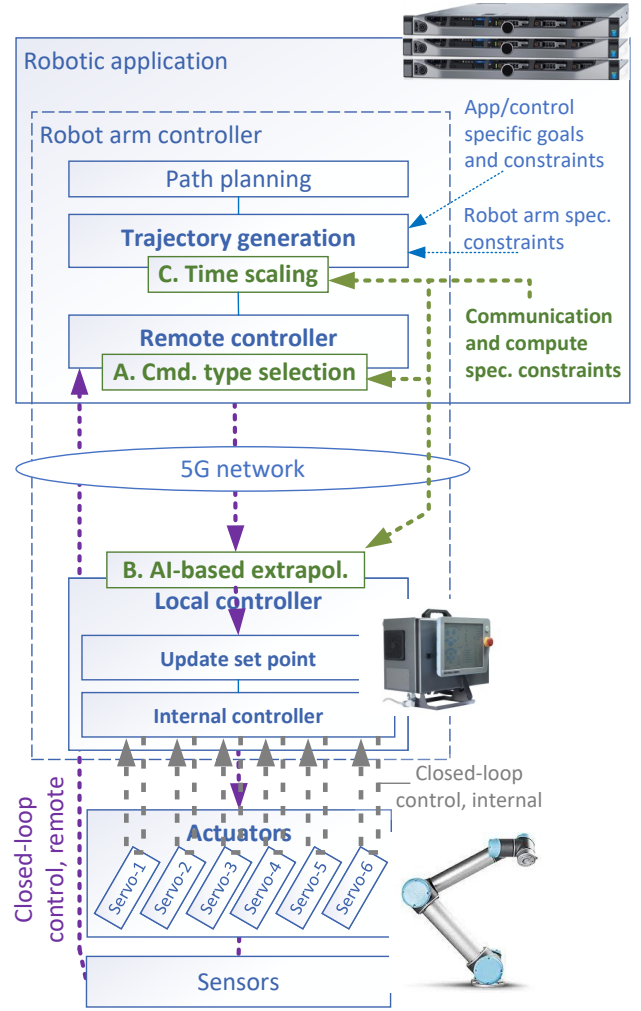 Robotic application
Robot arm controller
App/control
specific goals
and constraints
Path planning
Trajectory generation
Robot arm spec.
constraints
C. Time scaling
Communication
and compute
spec. constraints
Remote controller
A. Cmd. type selection
5G network
B. AI-based extrapol.
Local controller
Update set point
Internal controller
Closed-loop
control, internal
Closed-loop
control, remote
Actuators
Servo-1
Servo-2
Servo-3
Servo-4
Servo-5
Servo-6
Sensors